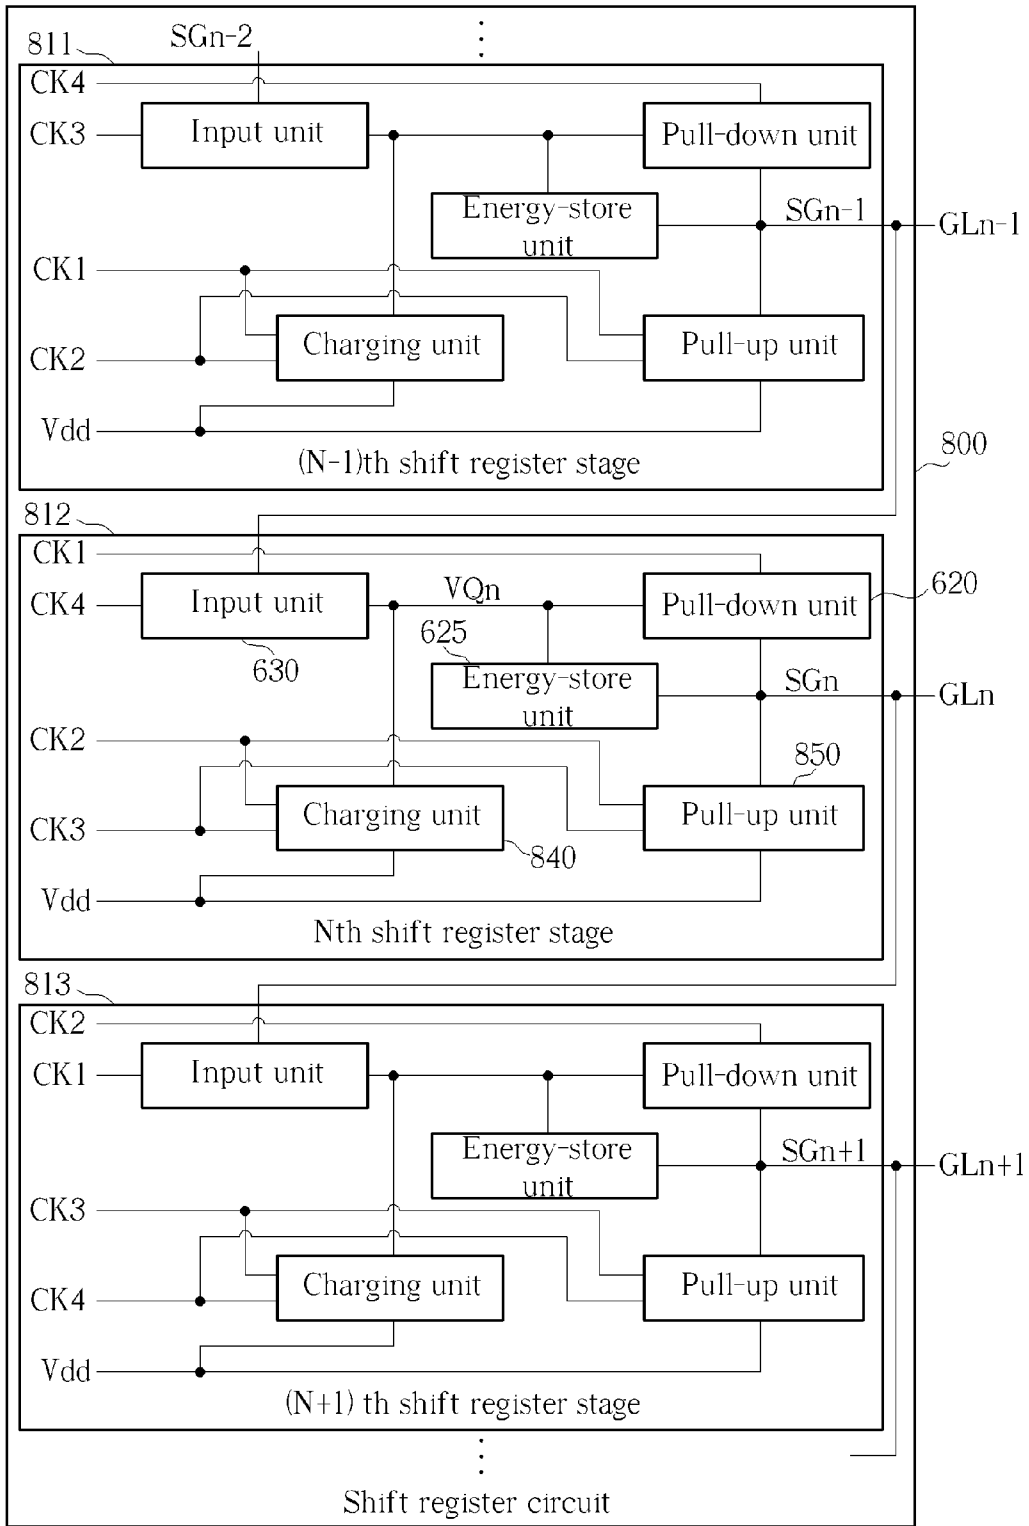 SGn-2
811
CK4
CK3
Input unit
Pull-down unit
Energy-store
unit
SGn-1
GLn-1
CK1
CK2
Charging unit
Pull-up unit
Vdd
(N-1)th shift register stage
800
812
CK1
CK4
Input unit
VQn
Pull-down unit
620
630
625
Energy-store
unit
SGn
GLn
CK2
850
CK3
Charging unit
Pull-up unit
840
Vdd
Nth shift register stage
813
CK2
CK1
Input unit
Pull-down unit
Energy-store
unit
SGn+1
GLn+1
CK3
CK4
Charging unit
Pull-up unit
Vdd
(N+1) th shift register stage
Shift register circuit